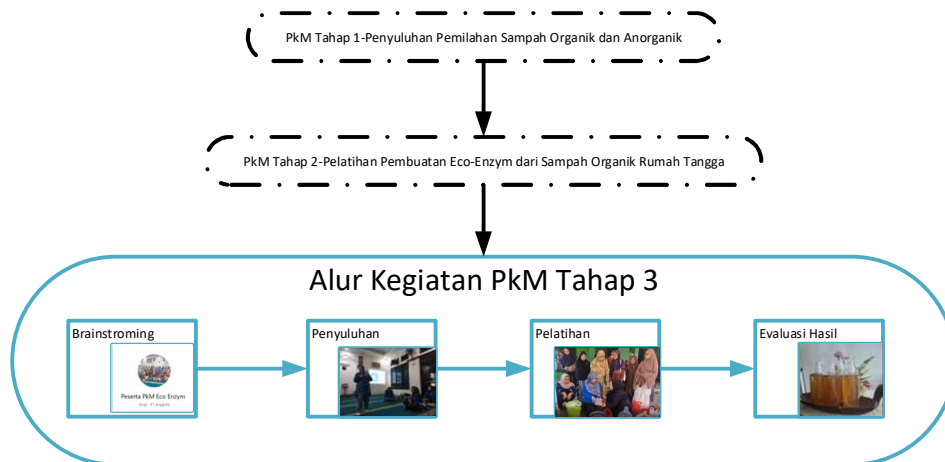 PkM Tahap 1-Penyuluhan Pemilahan Sampah Organik dan Anorganik
PkM Tahap 2-Pelatihan Pembuatan Eco-Enzym dari Sampah Organik Rumah Tangga
Alur Kegiatan PkM Tahap 3
Brainstroming
Penyuluhan
Pelatihan
Evaluasi Hasil
Peserta PkM Eco Enzym